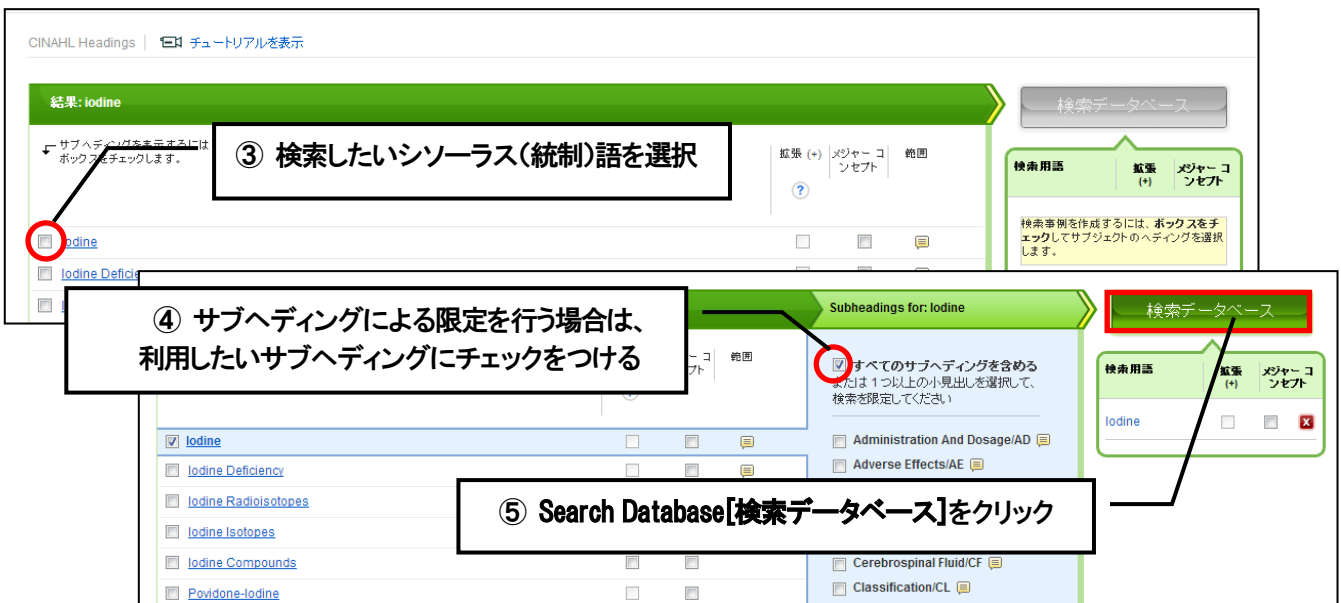 CINAHL Headings | チュートリアルを表示
結果: iodine
検索データベース
サブヘディングを表示するには
ボックスをチェックします。
③ 検索したいシソーラス(統制)語を選択
拡張 (+)
メジャー コ
ンセプト
範囲
?
検索用語
拡張
(+)
メジャー コ
ンセプト
検索事例を作成するには、ボックスをチ
ェックしてサブジェクトのヘディングを選択
します。
Iodine
Iodine Deficie
④ サブヘディングによる限定を行う場合は、
利用したいサブヘディングにチェックをつける
Subheadings for: Iodine
検索データベース
範囲
すべてのサブヘディングを含める
または 1 つ以上の小見出しを選択して、
検索を限定してください
検索用語
拡張
(+)
メジャー コ
ンセプト
Iodine
Iodine
Administration And Dosage/AD
Iodine Deficiency
Adverse Effects/AE
Iodine Radioisotopes
⑤ Search Database[検索データベース]をクリック
Iodine Isotopes
Iodine Compounds
Cerebrospinal Fluid/CF
Povidone-Iodine
Classification/CL